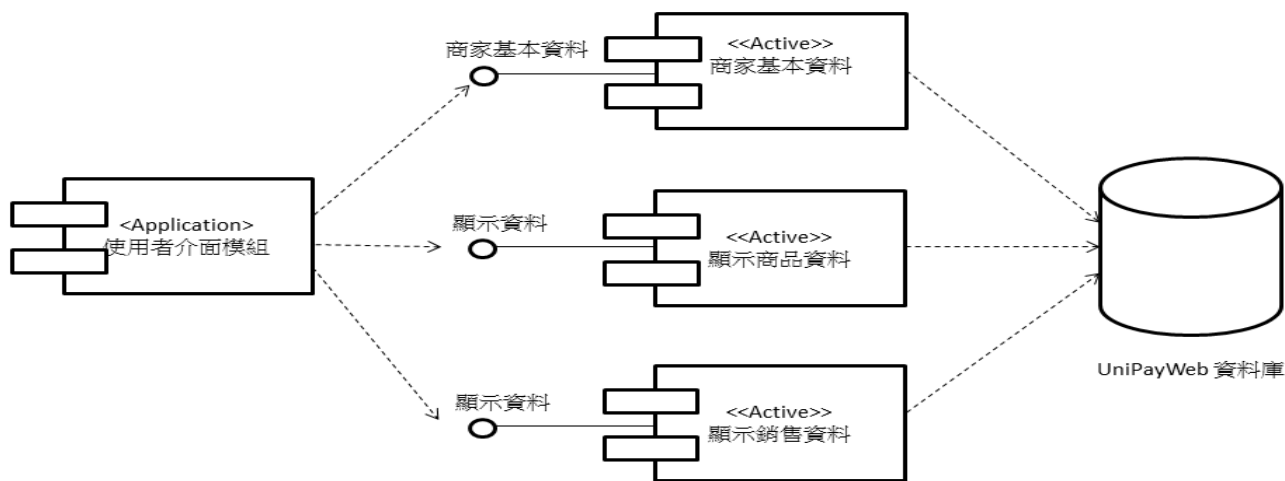 商家基本資料
<<Active>>
商家基本資料
<Application>
使用者介面模組
顯示資料
<<Active>>
顯示商品資料
顯示資料
<<Active>>
顯示銷售資料
UniPayWeb 資料庫